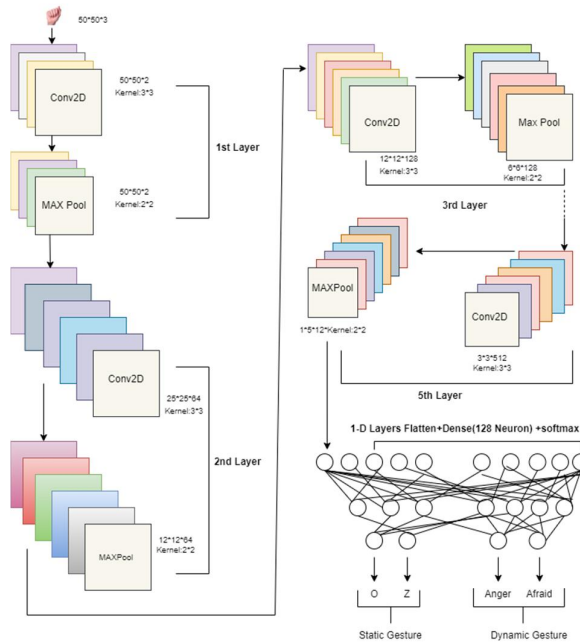 50*50*3
50*50*2
Kernel:3*3
Conv2D
1st Layer
MAX Pool
50*50*2
Kernel:2*2
Conv2D
25*25*64
Kernel:3*3
2nd Layer
MAXPool
12*12*64
Kernel:2*2
Conv2D
12*12*128
Kernel:3*3
Max Pool
6*6*128
Kernel:2*2
3rd Layer
MAXPool
1*5*12*Kernel:2*2
Conv2D
3*3*512
Kernel:3*3
5th Layer
1-D Layers Flatten+Dense(128 Neuron) +softmax
O Z Anger Afraid
Static Gesture Dynamic Gesture